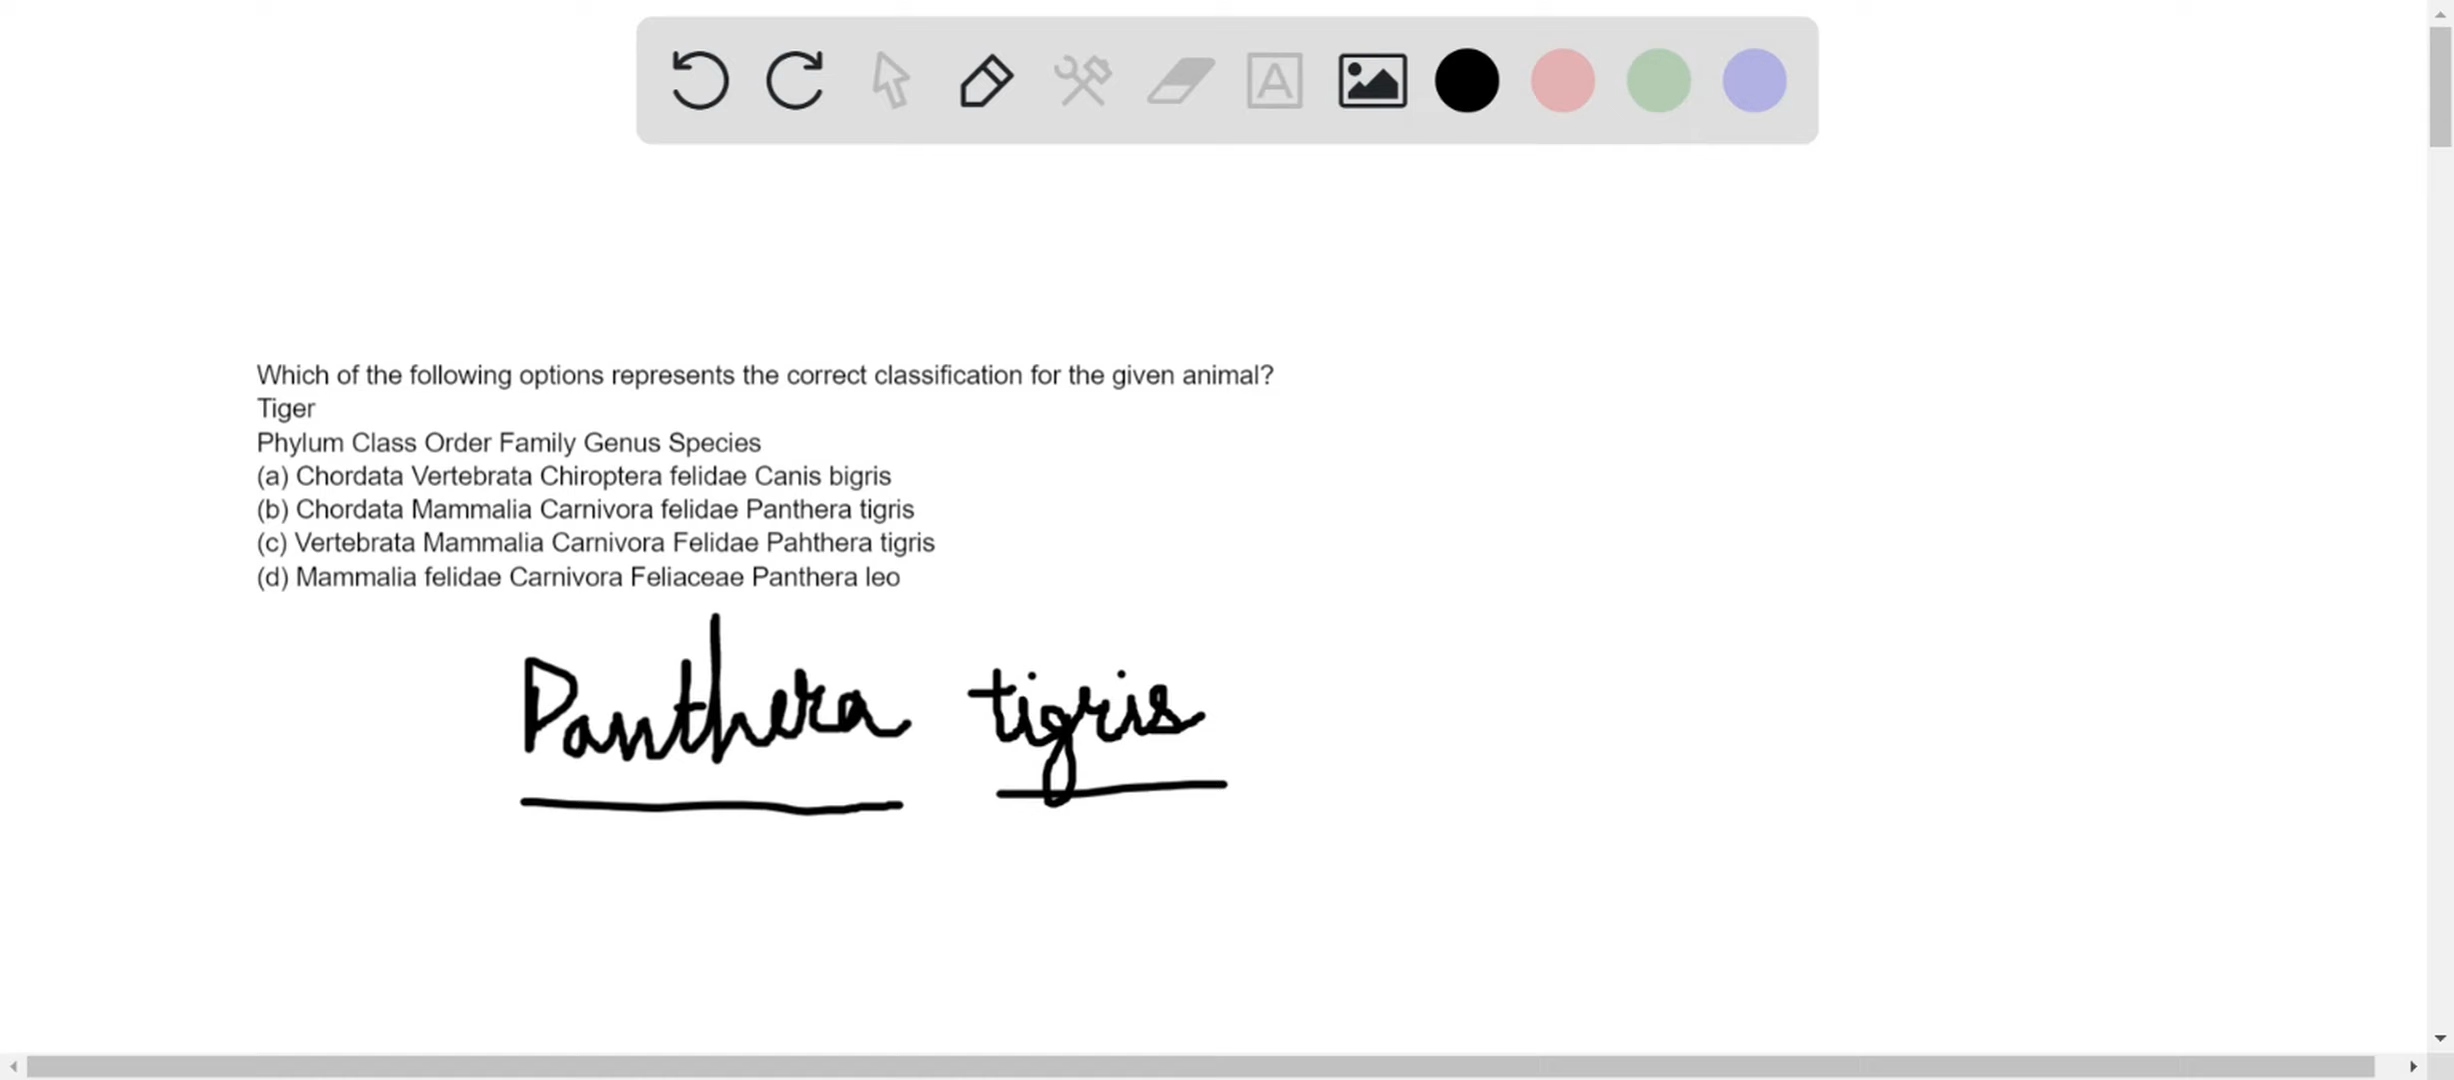 A
Which of the following options represents the correct classification for the given animal?
Tiger
Phylum Class Order Family Genus Species
(a) Chordata Vertebrata Chiroptera felidae Canis bigris
(b) Chordata Mammalia Carnivora felidae Panthera tigris
(c) Vertebrata Mammalia Carnivora Felidae Pahthera tigris
(d) Mammalia felidae Carnivora Feliaceae Panthera leo
Panthera tigris